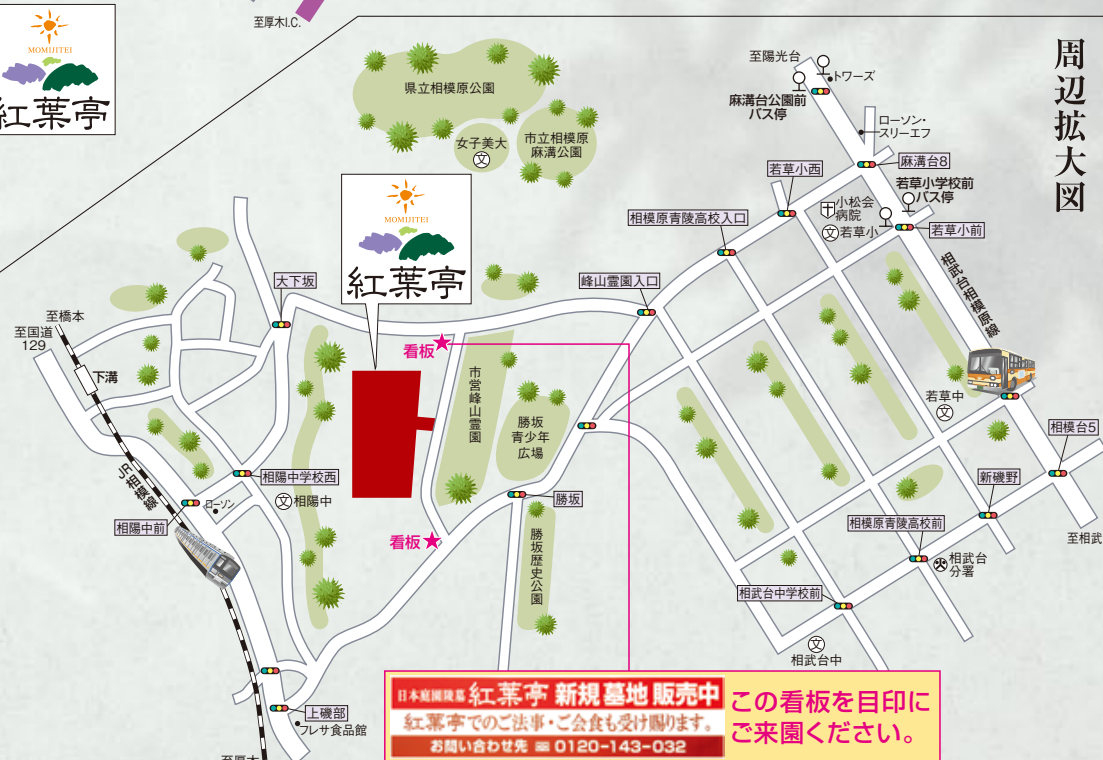 MOMIJITEI
紅葉亭
至厚木I.C.
周辺拡大図
県立相模原公園
女子美大
文
市立相模原
麻溝公園
至陽光台
トワーズ
麻溝台公園前
バス停
ローソン・
スリーエフ
麻溝台8
若草小西
若草小学校前
バス停
小松会
病院
文 若草小
若草小前
相模原青陵高校入口
相武台相模原線
MOMIJITEI
紅葉亭
大下坂
峰山霊園入口
至橋本
至国道
129
下溝
看板
市営峰山霊園
勝坂
青少年
広場
若草中
文
相模台5
相陽中学校西
文 相陽中
JR相模線
ローソン
相陽中前
勝坂
新磯野
相模原青陵高校前
看板
勝坂歴史公園
至相武
相武台
分署
相武台中学校前
文
相武台中
上磯部
フレサ食品館
至厚木
日本庭園陵墓 紅葉亭 新規墓地 販売中
紅葉亭でのご法事・ご会食も受け賜ります。
お問い合わせ先 0120-143-032
この看板を目印に
ご来園ください。